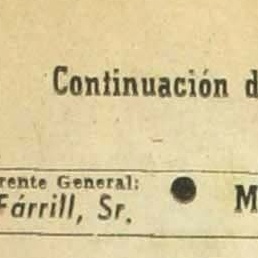 Continuación d
rente General:
Fárrill, Sr. ● M